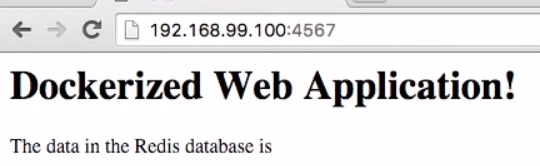 192.168.99.100:4567
Dockerized Web Application!
The data in the Redis database is